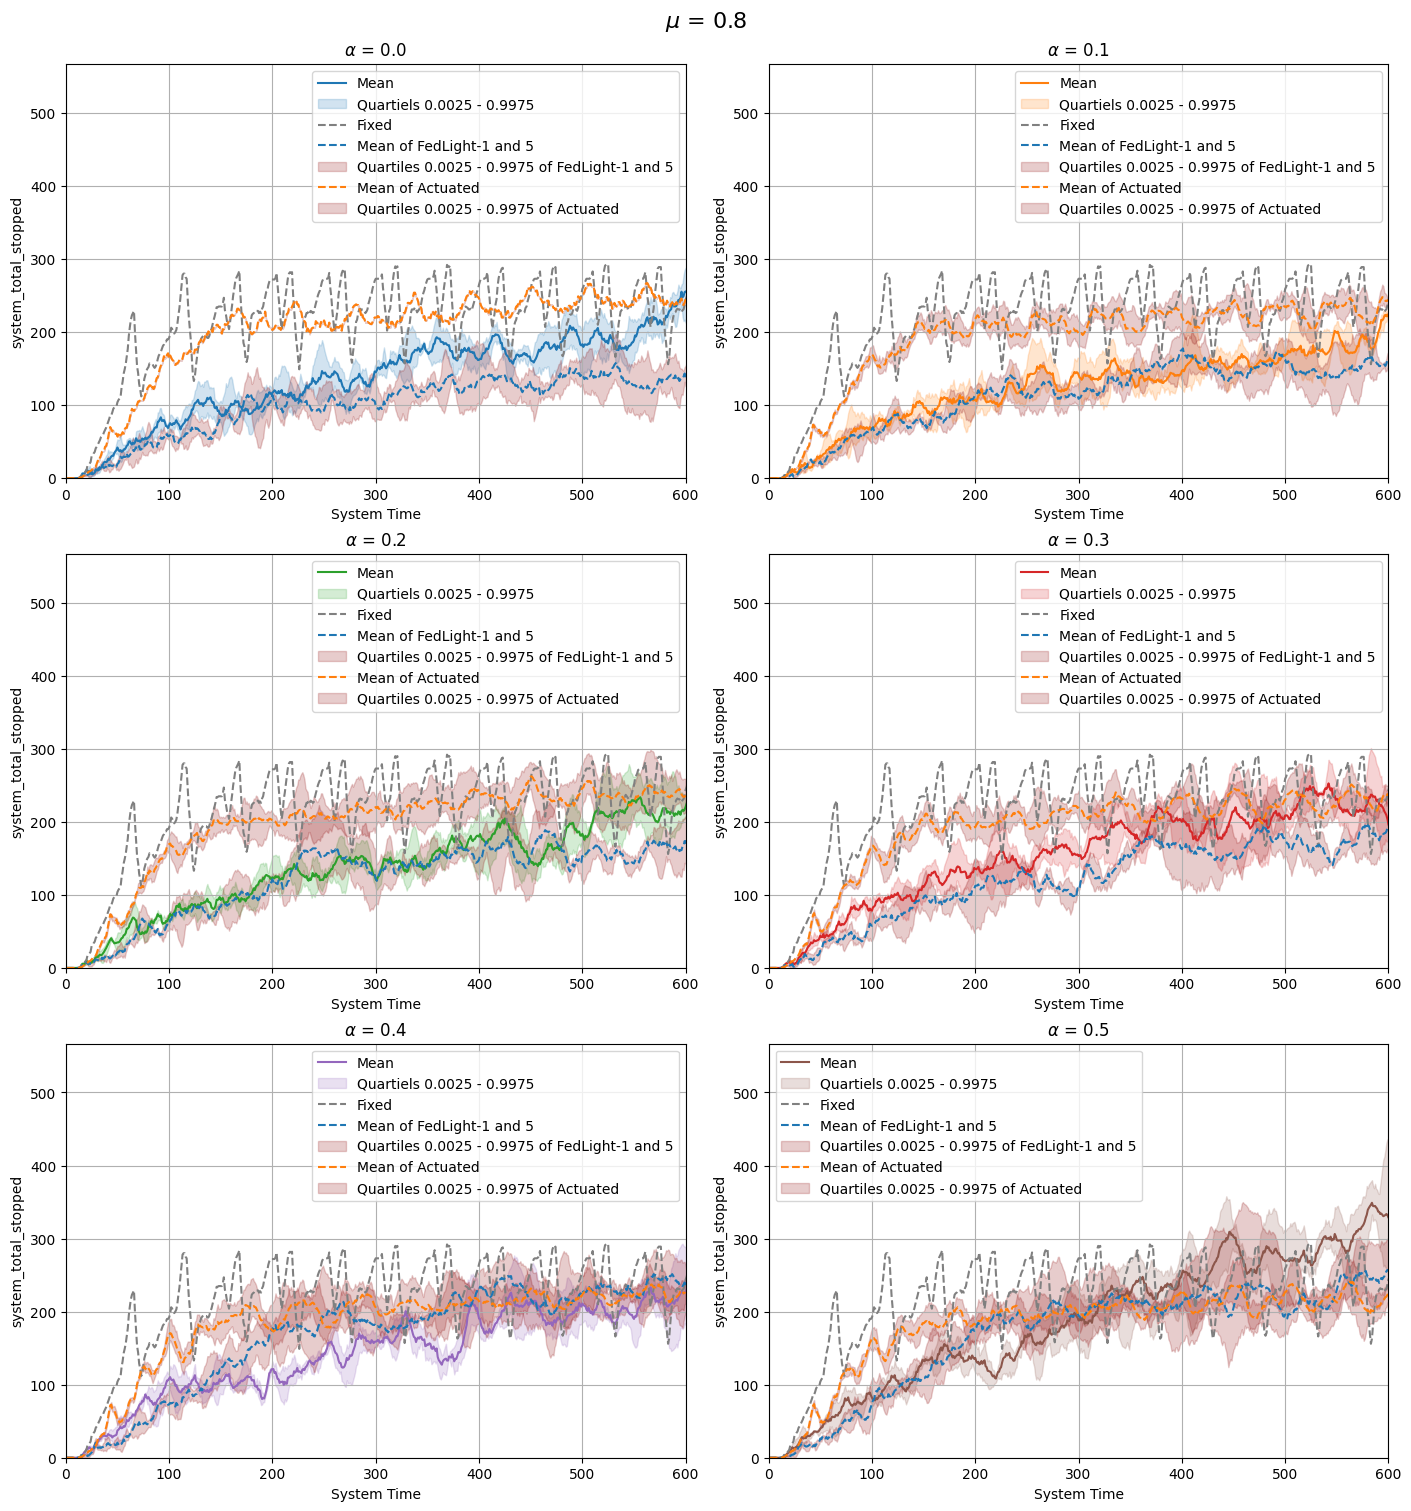 μ = 0.8
α = 0.0
system_total_stopped
500
400
300
200
100
0
Mean
Quartiels 0.0025 - 0.9975
Fixed
Mean of FedLight-1 and 5
Quartiles 0.0025 - 0.9975 of FedLight-1 and 5
Mean of Actuated
Quartiles 0.0025 - 0.9975 of Actuated
0 100 200 300 400 500 600
System Time
α = 0.1
system_total_stopped
500
400
300
200
100
0
Mean
Quartiels 0.0025 - 0.9975
Fixed
Mean of FedLight-1 and 5
Quartiles 0.0025 - 0.9975 of FedLight-1 and 5
Mean of Actuated
Quartiles 0.0025 - 0.9975 of Actuated
0 100 200 300 400 500 600
System Time
α = 0.2
system_total_stopped
500
400
300
200
100
0
Mean
Quartiels 0.0025 - 0.9975
Fixed
Mean of FedLight-1 and 5
Quartiles 0.0025 - 0.9975 of FedLight-1 and 5
Mean of Actuated
Quartiles 0.0025 - 0.9975 of Actuated
0 100 200 300 400 500 600
System Time
α = 0.3
system_total_stopped
500
400
300
200
100
0
Mean
Quartiels 0.0025 - 0.9975
Fixed
Mean of FedLight-1 and 5
Quartiles 0.0025 - 0.9975 of FedLight-1 and 5
Mean of Actuated
Quartiles 0.0025 - 0.9975 of Actuated
0 100 200 300 400 500 600
System Time
α = 0.4
system_total_stopped
500
400
300
200
100
0
Mean
Quartiels 0.0025 - 0.9975
Fixed
Mean of FedLight-1 and 5
Quartiles 0.0025 - 0.9975 of FedLight-1 and 5
Mean of Actuated
Quartiles 0.0025 - 0.9975 of Actuated
0 100 200 300 400 500 600
System Time
α = 0.5
system_total_stopped
500
400
300
200
100
0
Mean
Quartiels 0.0025 - 0.9975
Fixed
Mean of FedLight-1 and 5
Quartiles 0.0025 - 0.9975 of FedLight-1 and 5
Mean of Actuated
Quartiles 0.0025 - 0.9975 of Actuated
0 100 200 300 400 500 600
System Time